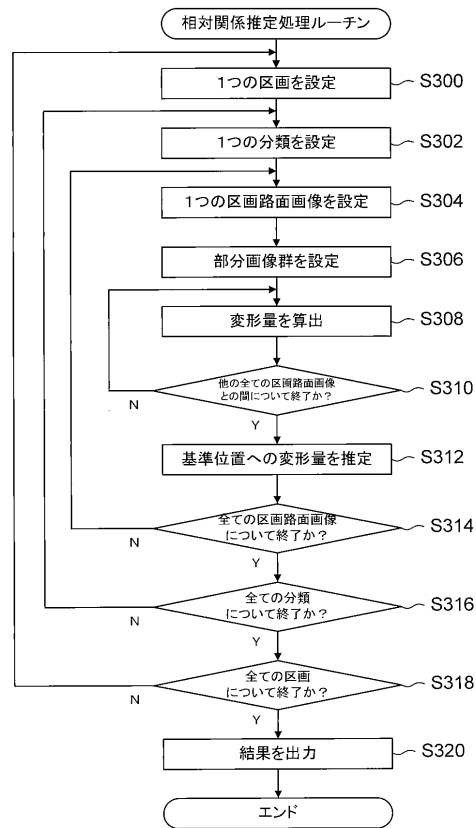 相対関係推定処理ルーチン
1つの区画を設定
S300
1つの分類を設定
S302
1つの区画路面画像を設定
S304
部分画像群を設定
S306
変形量を算出
S308
他の全ての区画路面画像
との間について終了か?
S310
N
Y
基準位置への変形量を推定
S312
全ての区画路面画像
について終了か?
S314
N
Y
全ての分類
について終了か?
S316
N
Y
全ての区画
について終了か?
S318
N
Y
結果を出力
S320
エンド